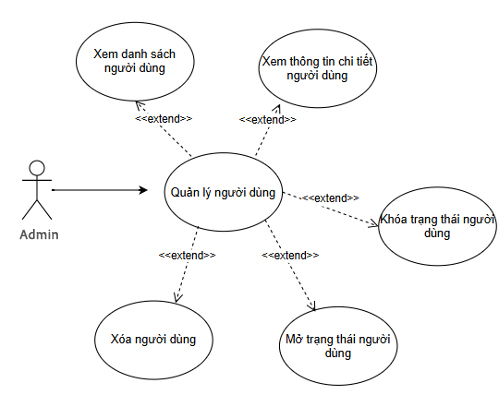 Xem danh sách
người dùng
Xem thông tin chi tiết
người dùng
<<extend>>
<<extend>>
Quản lý người dùng
<<extend>>
Khóa trạng thái người
dùng
Admin
<<extend>>
<<extend>>
Xóa người dùng
Mở trạng thái người
dùng